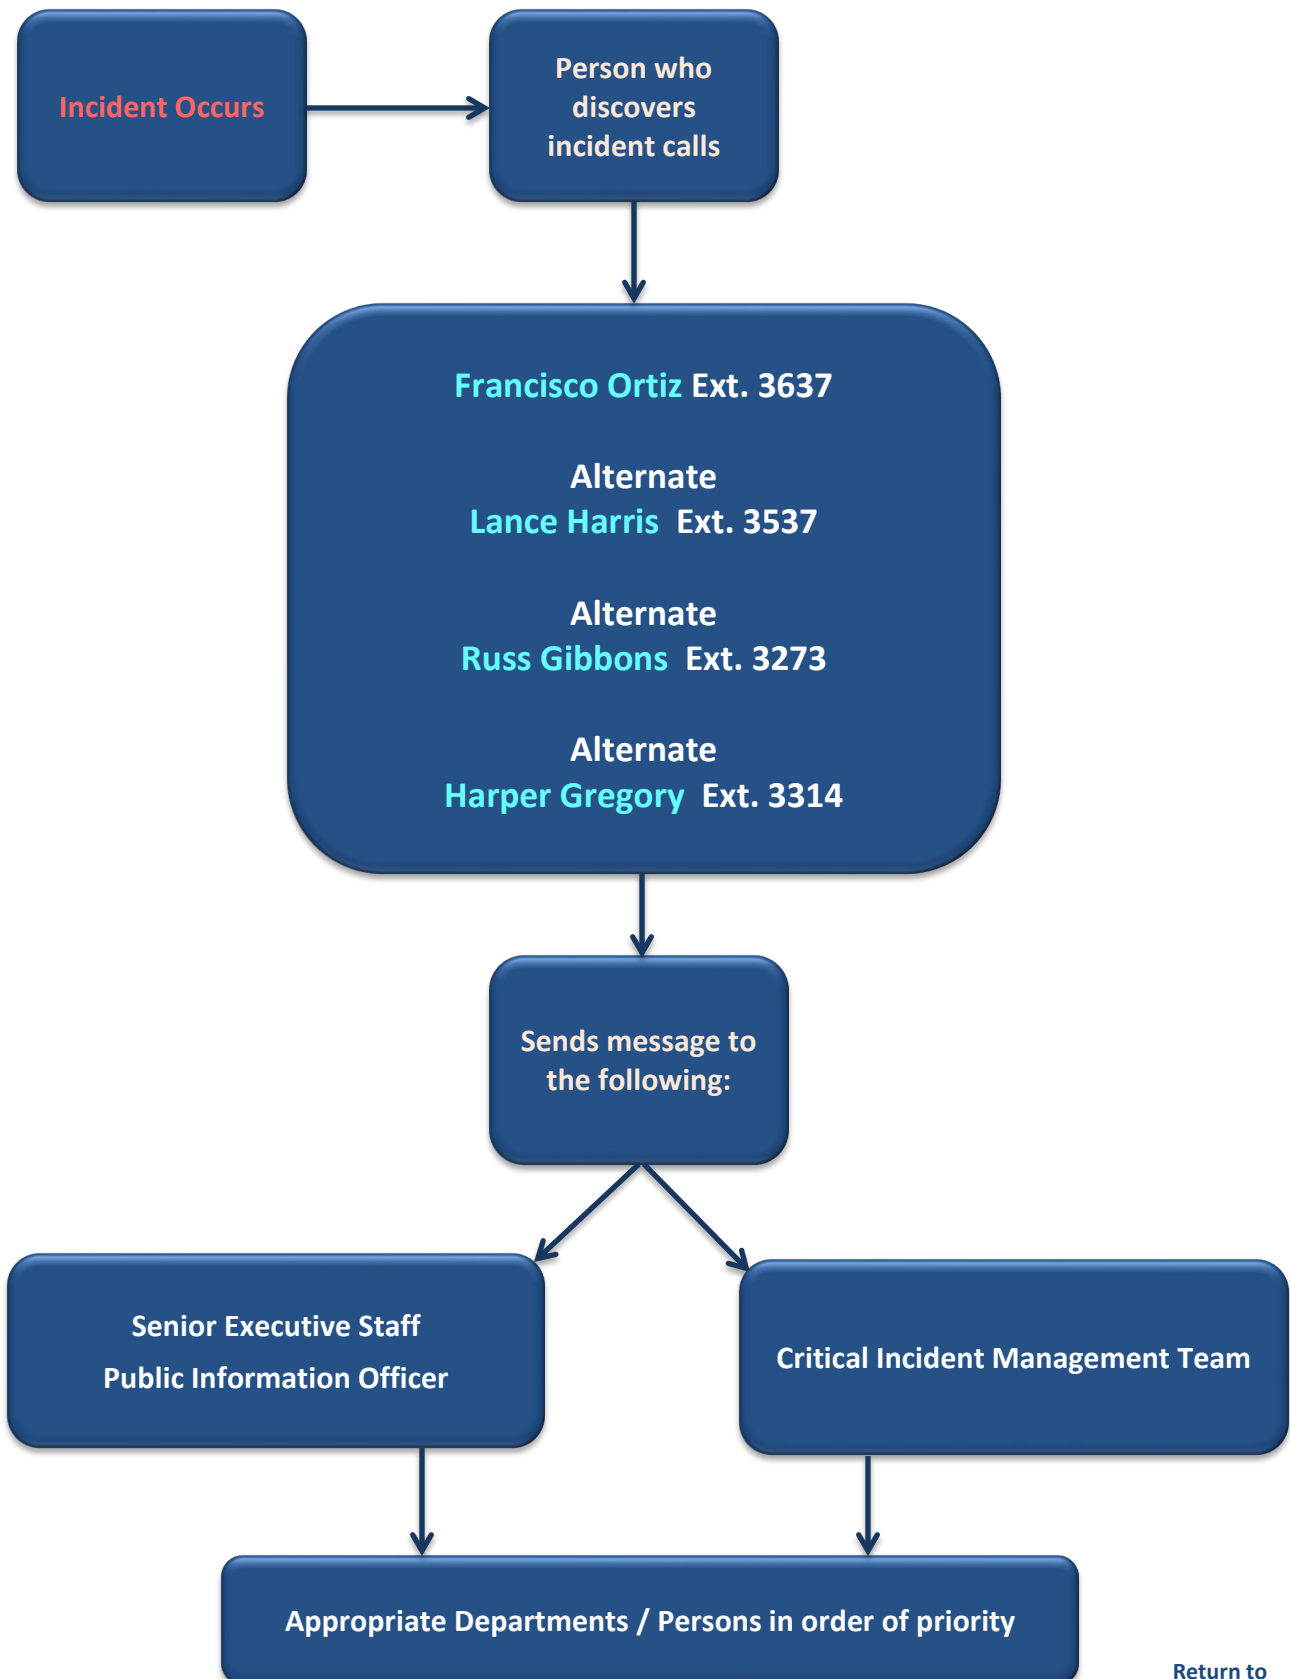 Incident Occurs
Person who
discovers
incident calls
Francisco Ortiz Ext. 3637
Alternate
Lance Harris  Ext. 3537
Alternate
Russ Gibbons  Ext. 3273
Alternate
Harper Gregory  Ext. 3314
Sends message to
the following:
Senior Executive Staff
Public Information Officer
Critical Incident Management Team
Appropriate Departments / Persons in order of priority
Return to